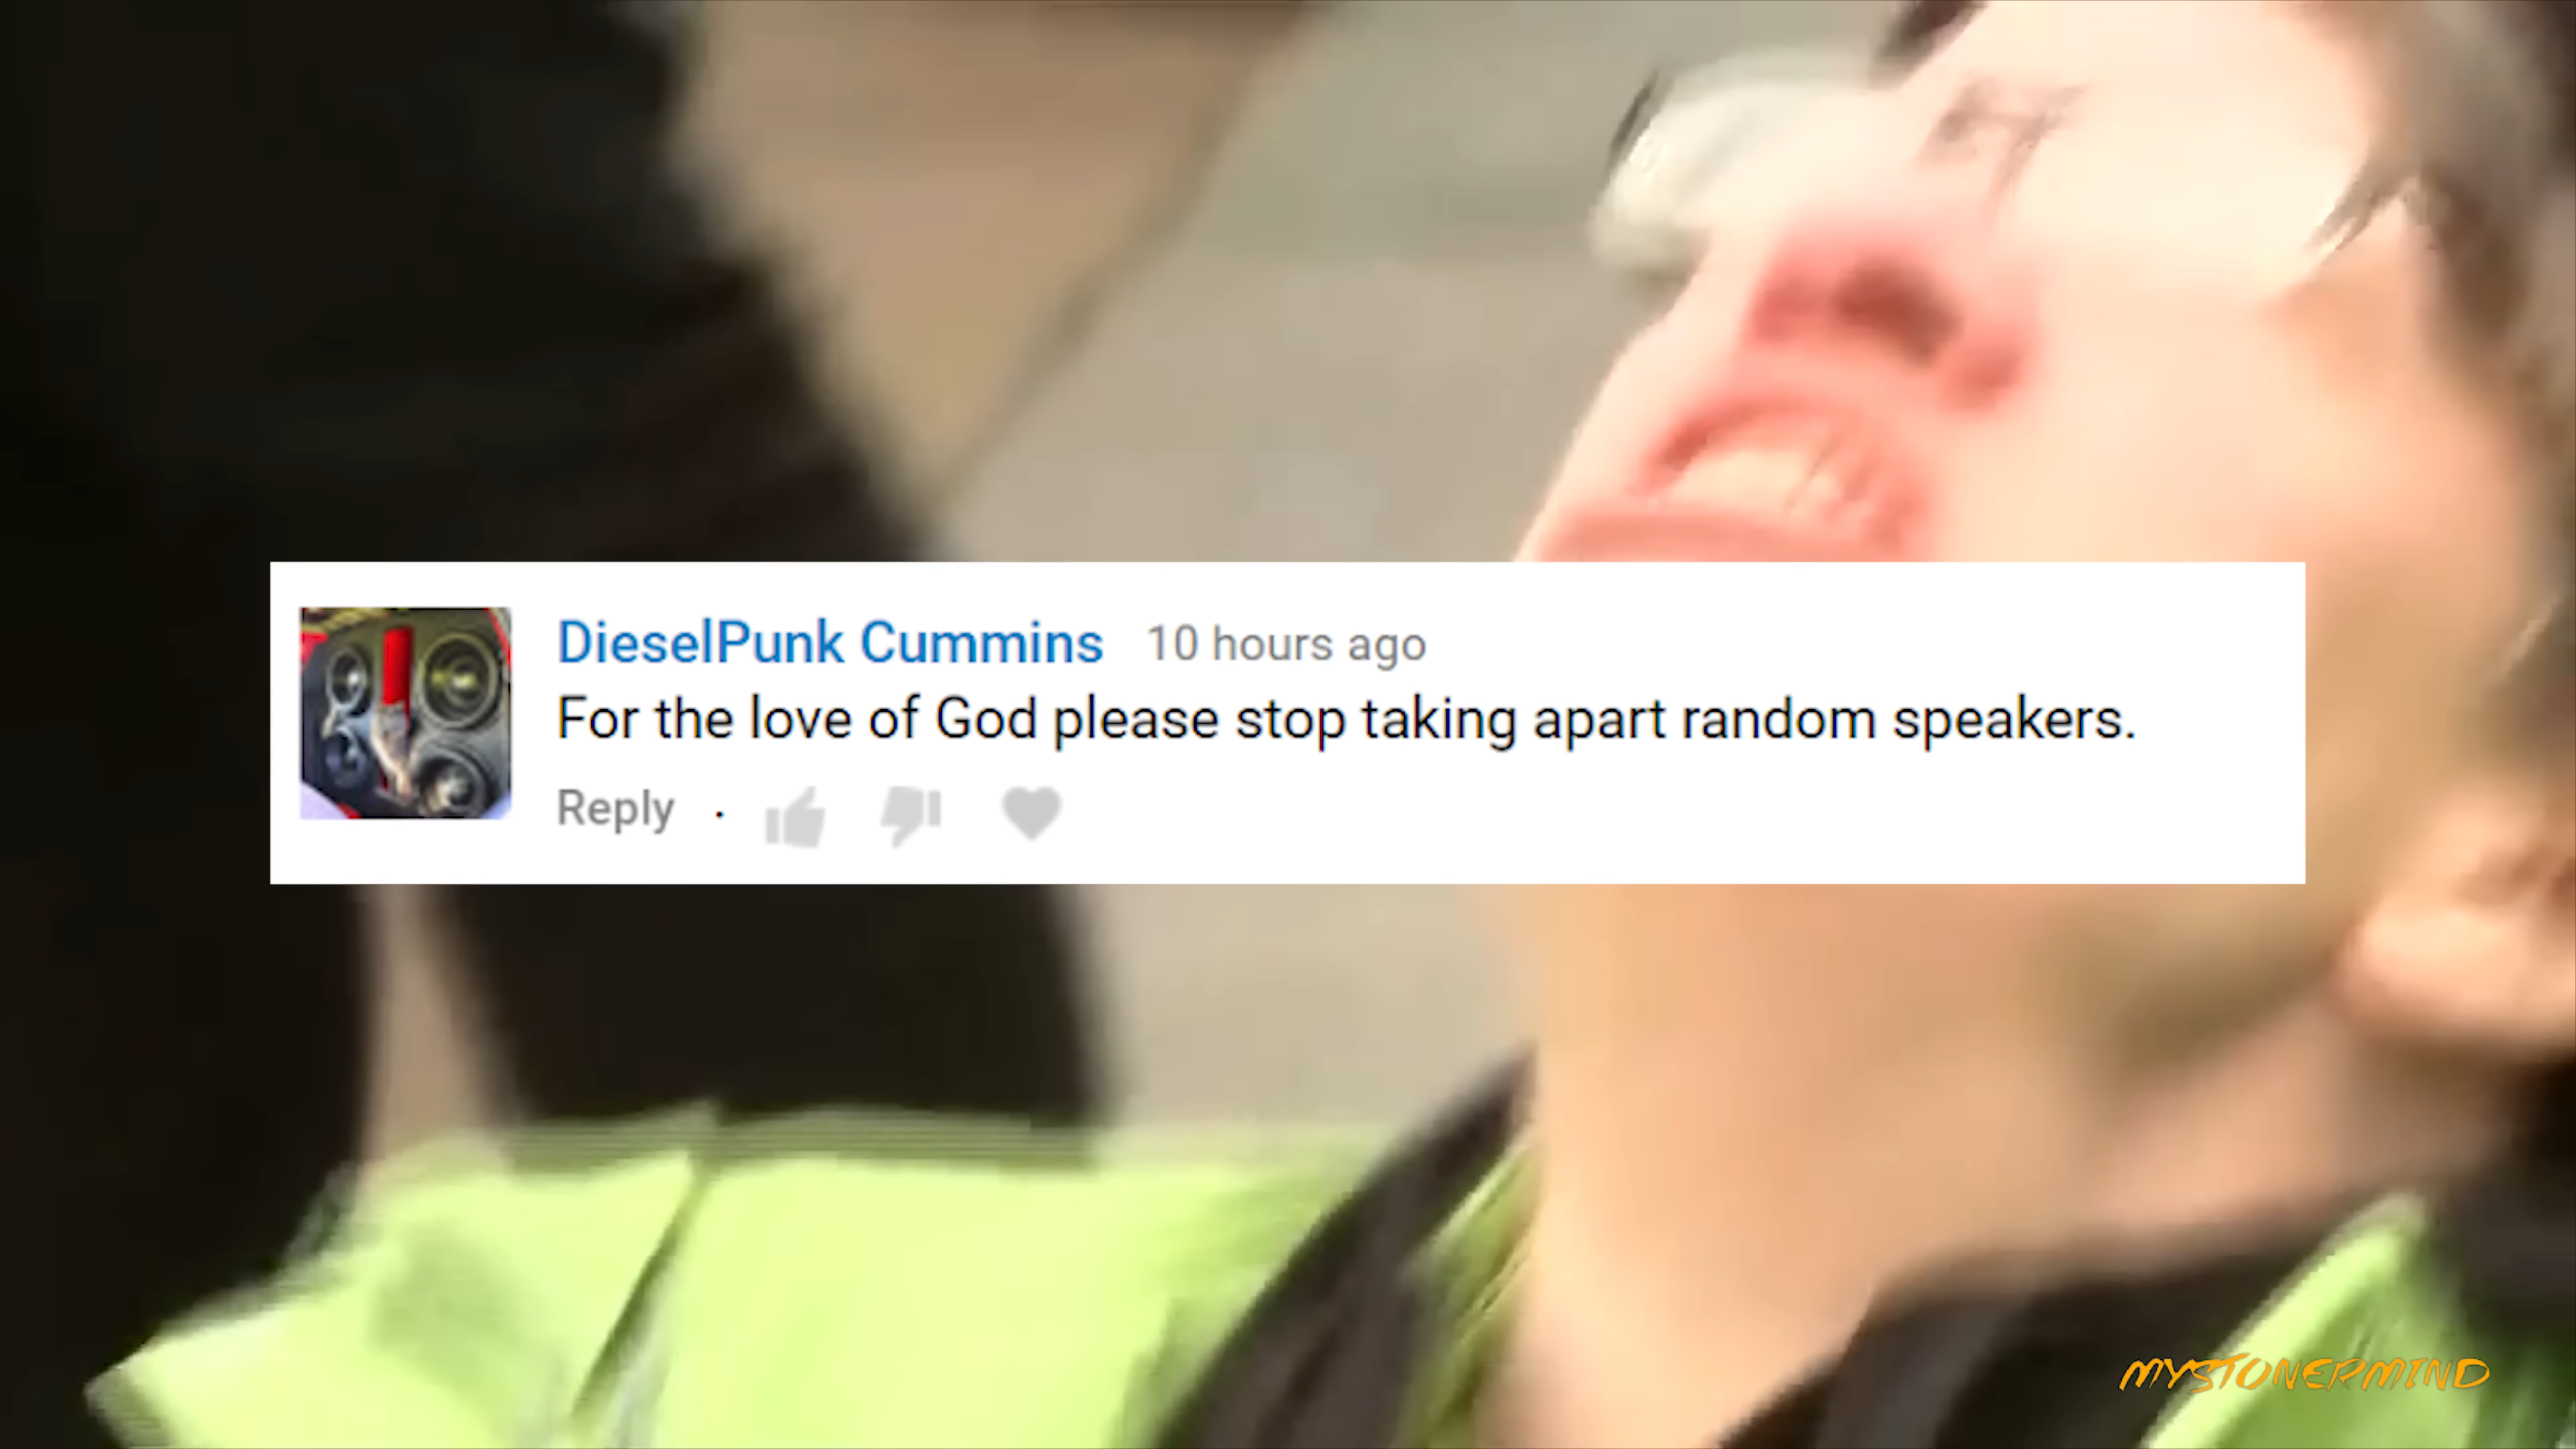 DieselPunk Cummins 10 hours ago
For the love of God please stop taking apart random speakers.
Reply ·
MYSTONERMIND